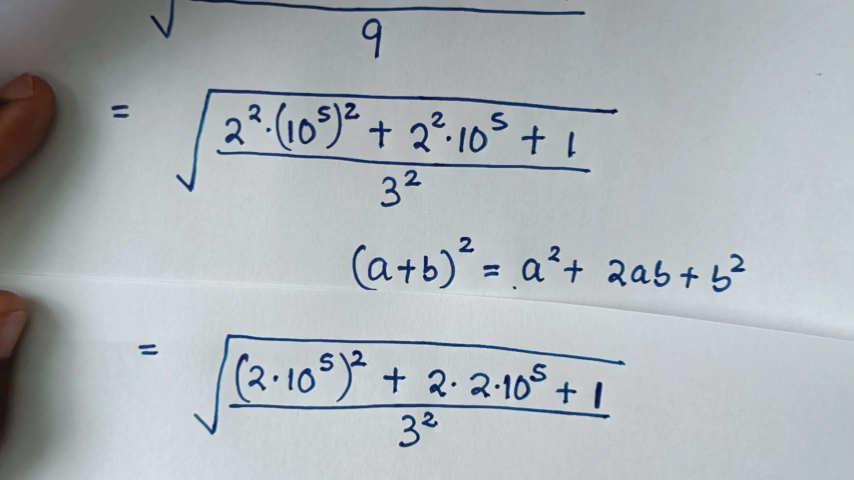 9
= √((2²·(10⁵)² + 2²·10⁵ + 1)/3²)
(a+b)² = a² + 2ab + b²
= √(((2·10⁵)² + 2·2·10⁵ + 1)/3²)